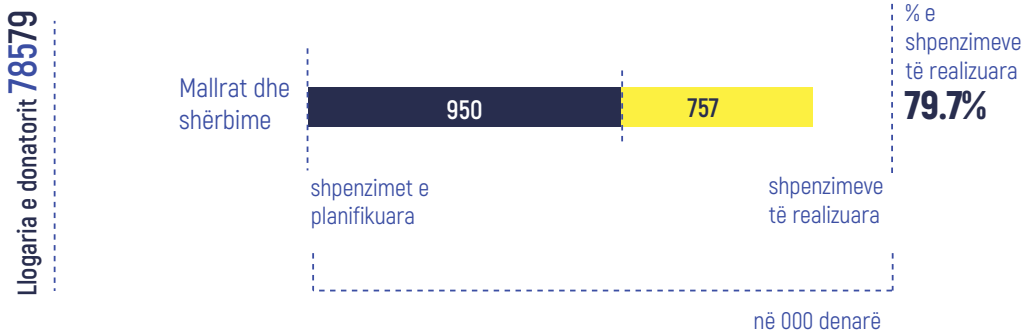 Llogaria e donatorit 78579
Mallrat dhe
shërbime
950
757
% e
shpenzimeve
të realizuara
79.7%
shpenzimet e
planifikuara
shpenzimeve
të realizuara
në 000 denarë